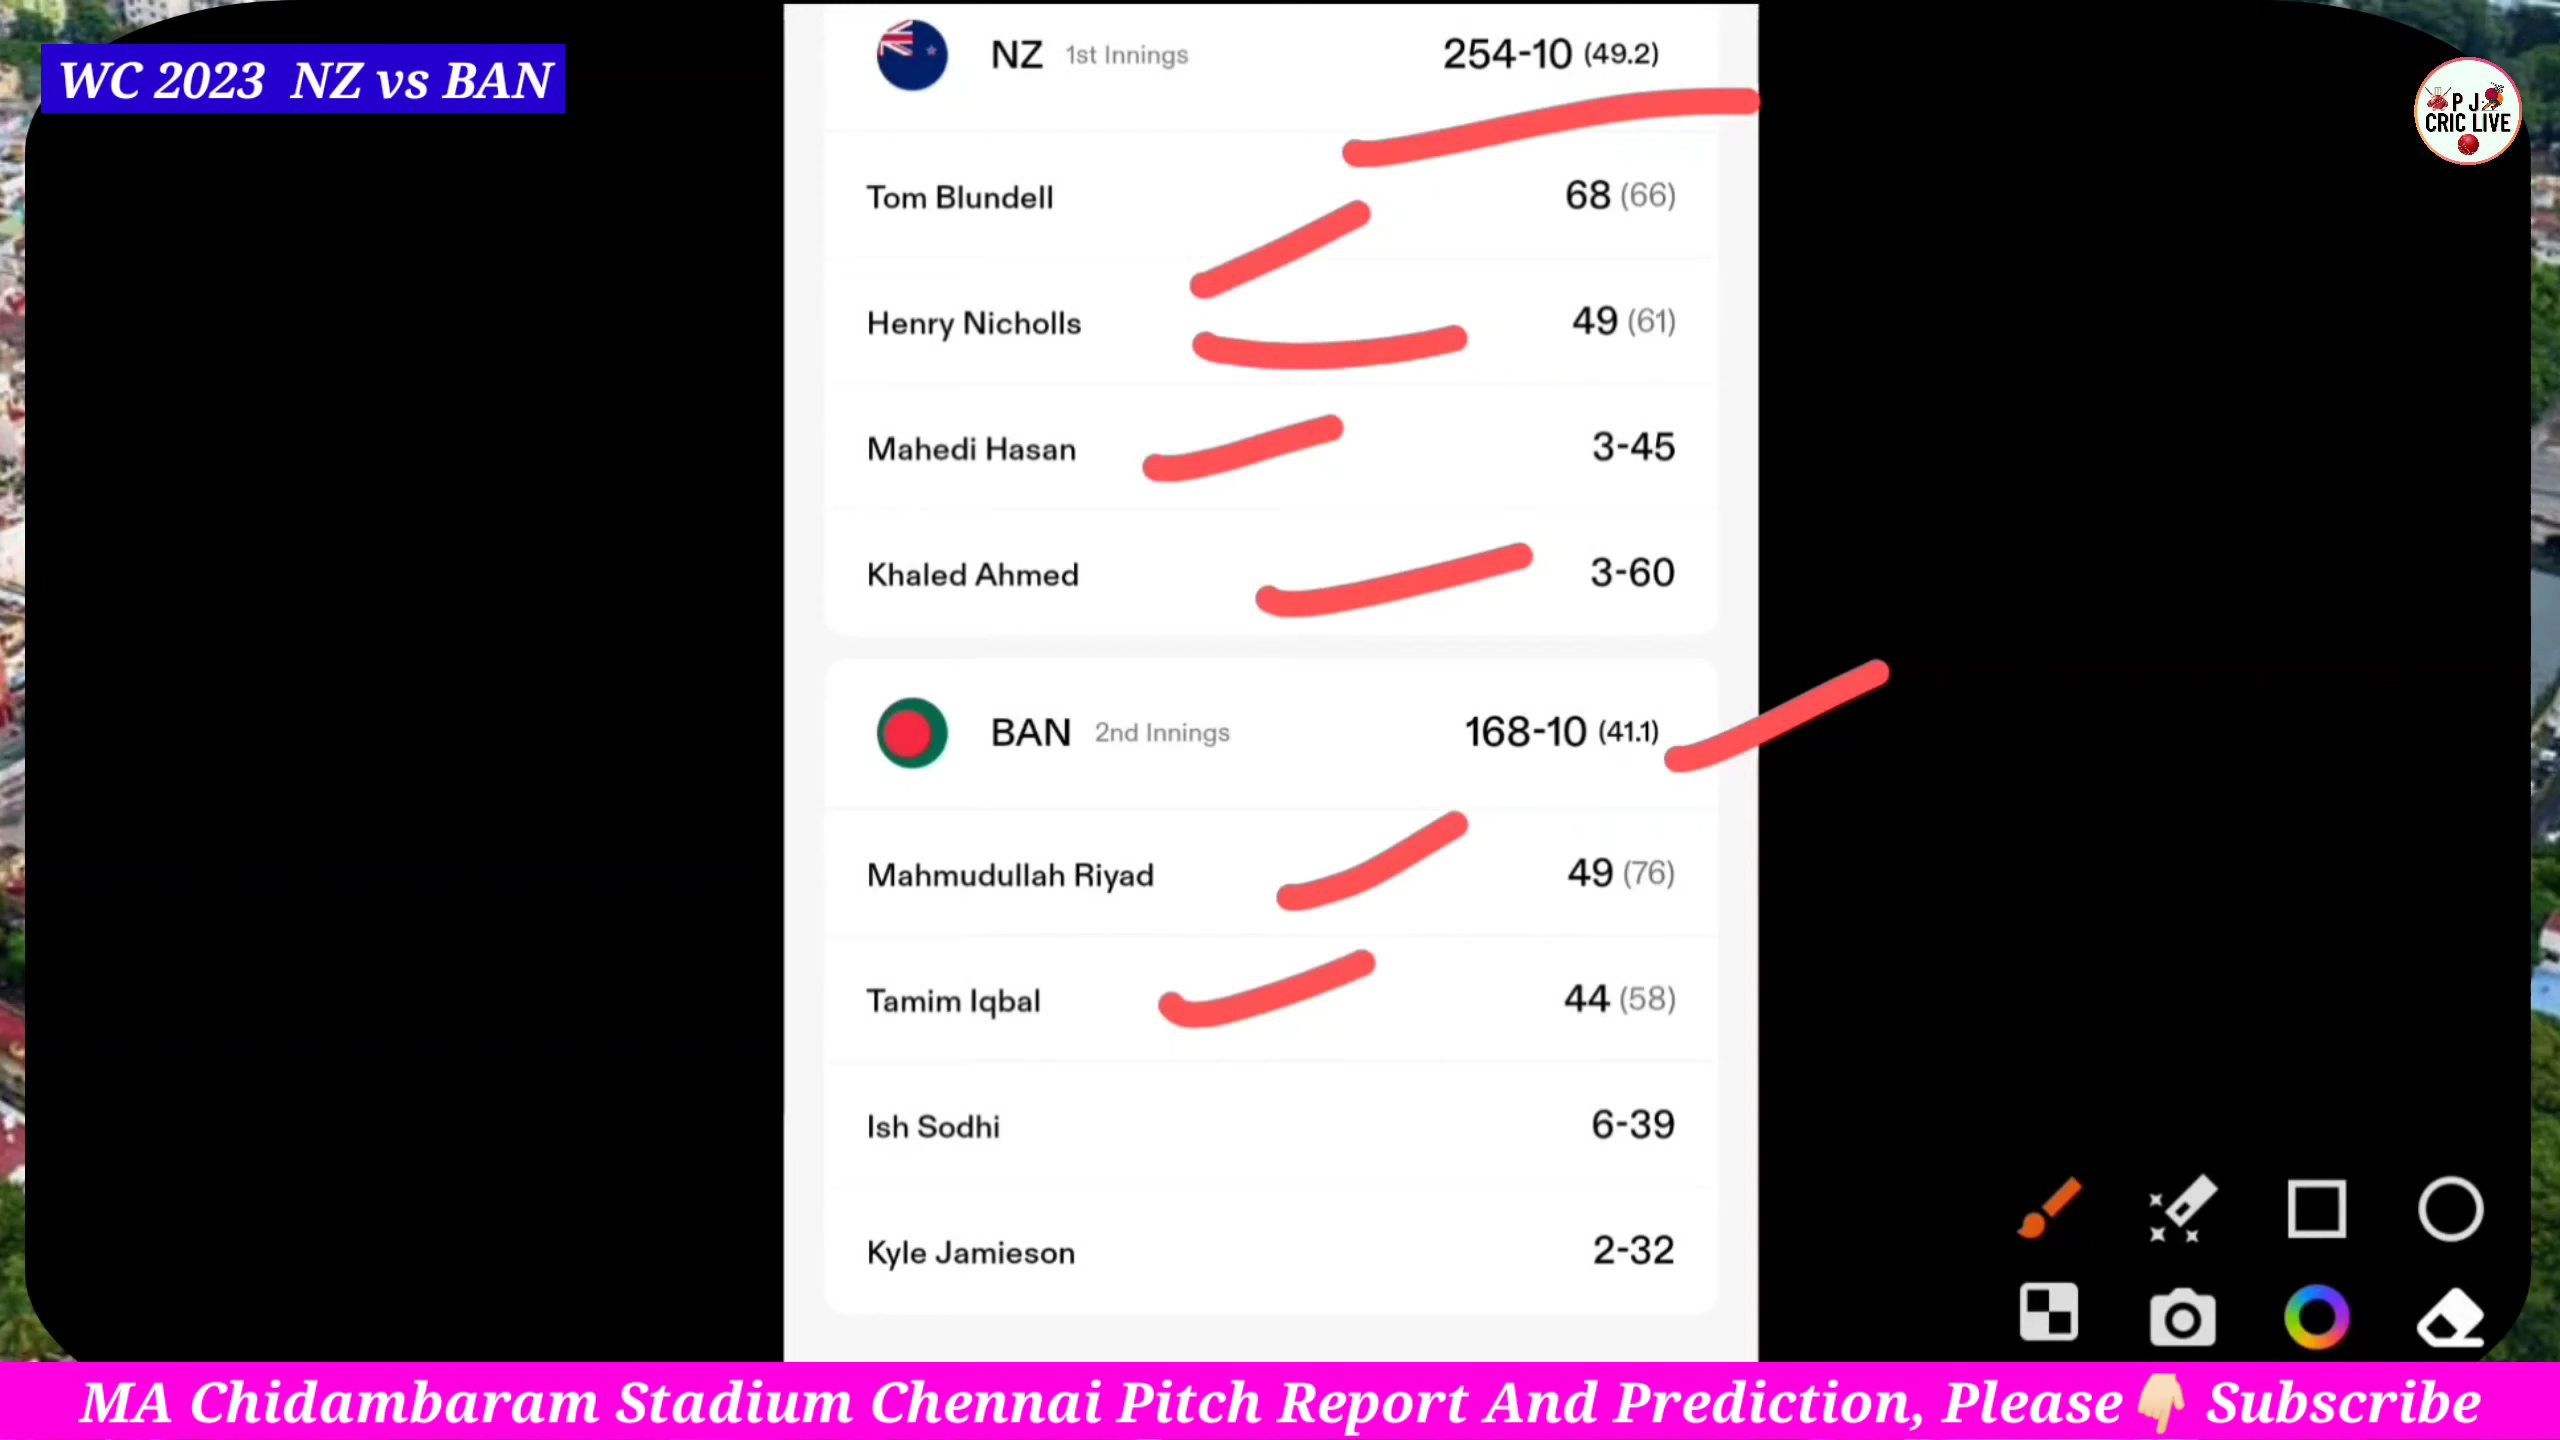 WC 2023 NZ vs BAN
P J
CRIC LIVE
NZ 1st Innings 254-10 (49.2)
Tom Blundell 68 (66)
Henry Nicholls 49 (61)
Mahedi Hasan 3-45
Khaled Ahmed 3-60
BAN 2nd Innings 168-10 (41.1)
Mahmudullah Riyad 49 (76)
Tamim Iqbal 44 (58)
Ish Sodhi 6-39
Kyle Jamieson 2-32
MA Chidambaram Stadium Chennai Pitch Report And Prediction, Please👇🏻 Subscribe